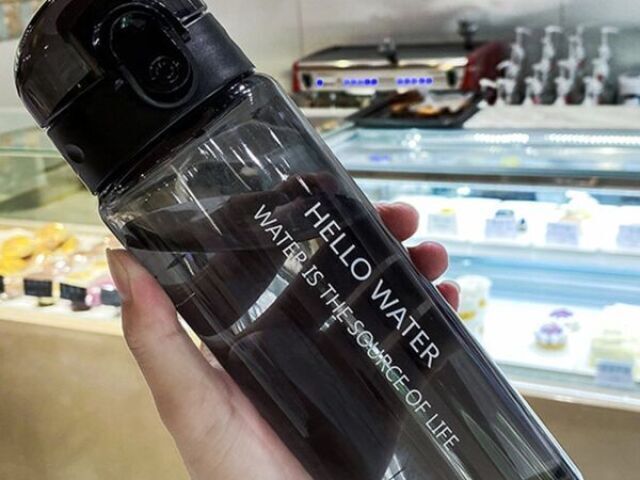 HELLO WATER
WATER IS THE SOURCE OF LIFE